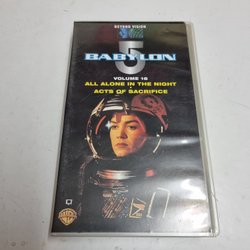 BEYOND VISION
BABYLON
5
VOLUME 16
ALL ALONE IN THE NIGHT
ACTS OF SACRIFICE